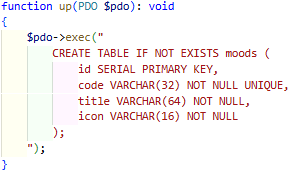 function up(PDO $pdo): void
{
    $pdo->exec("
        CREATE TABLE IF NOT EXISTS moods (
            id SERIAL PRIMARY KEY,
            code VARCHAR(32) NOT NULL UNIQUE,
            title VARCHAR(64) NOT NULL,
            icon VARCHAR(16) NOT NULL
        );
    ");
}